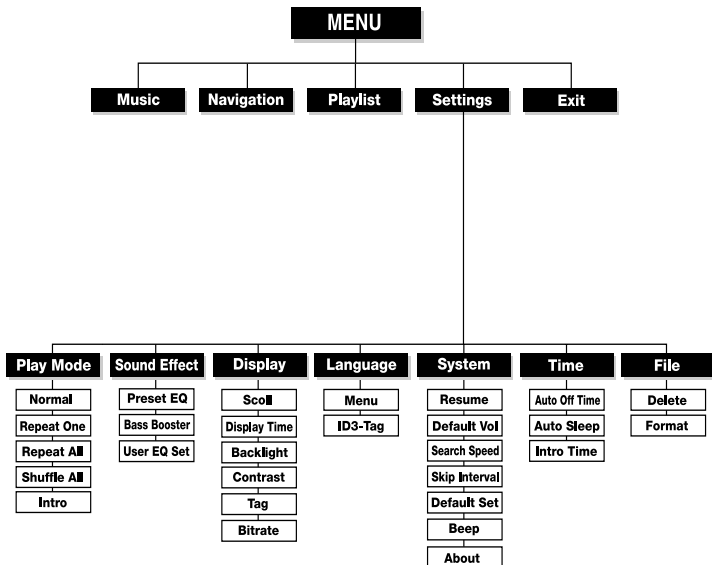 MENU
Music
Navigation
Playlist
Settings
Exit
Play Mode
Normal
Repeat One
Repeat All
Shuffle All
Intro
Sound Effect
Preset EQ
Bass Booster
User EQ Set
Display
Scoll
Display Time
Backlight
Contrast
Tag
Bitrate
Language
Menu
ID3-Tag
System
Resume
Default Vol
Search Speed
Skip Interval
Default Set
Beep
About
Time
Auto Off Time
Auto Sleep
Intro Time
File
Delete
Format